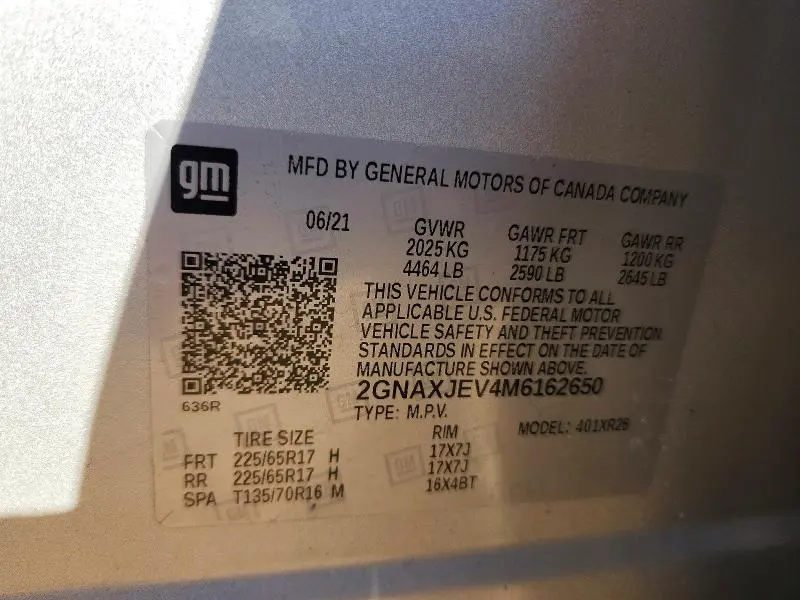 gm
MFD BY GENERAL MOTORS OF CANADA COMPANY
06/21 GVWR GAWR FRT GAWR RR
2025 KG 1175 KG 1200 KG
4464 LB 2590 LB 2645 LB
THIS VEHICLE CONFORMS TO ALL
APPLICABLE U.S. FEDERAL MOTOR
VEHICLE SAFETY AND THEFT PREVENTION
STANDARDS IN EFFECT ON THE DATE OF
MANUFACTURE SHOWN ABOVE.
2GNAXJEV4M6162650
636R
TYPE: M.P.V. MODEL: 401XR26
TIRE SIZE RIM
FRT 225/65R17 H 17X7J
RR 225/65R17 H 17X7J
SPA T135/70R16 M 16X4BT